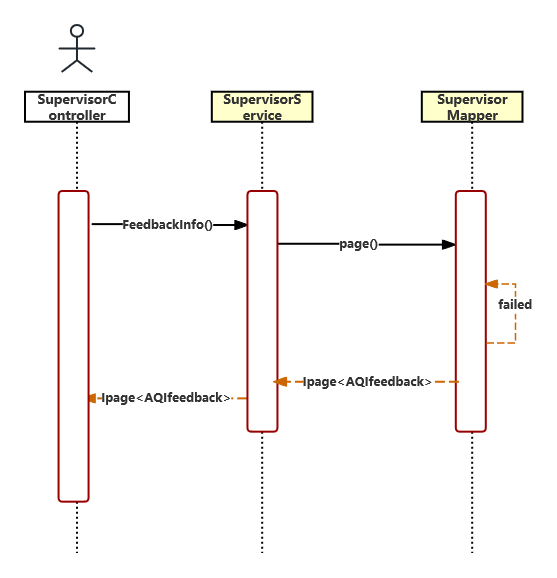 SupervisorC
ontroller
SupervisorS
ervice
Supervisor
Mapper
FeedbackInfo()
page()
failed
Ipage<AQIfeedback>
Ipage<AQIfeedback>